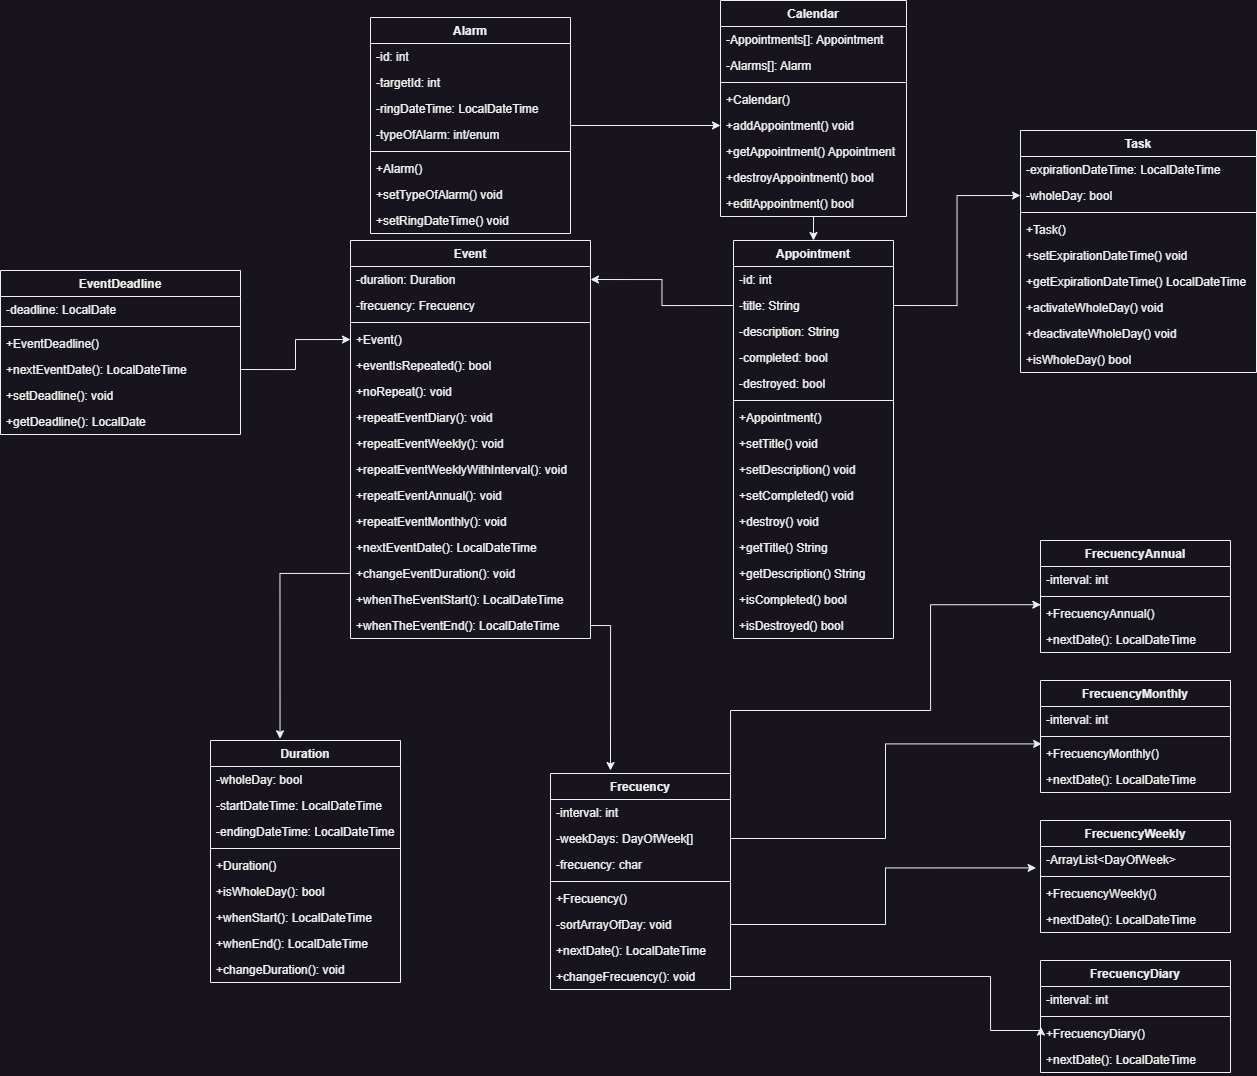 Alarm
-id: int
-targetId: int
-ringDateTime: LocalDateTime
-typeOfAlarm: int/enum
+Alarm()
+setTypeOfAlarm() void
+setRingDateTime() void
Calendar
-Appointments[]: Appointment
-Alarms[]: Alarm
+Calendar()
+addAppointment() void
+getAppointment() Appointment
+destroyAppointment() bool
+editAppointment() bool
Task
-expirationDateTime: LocalDateTime
-wholeDay: bool
+Task()
+setExpirationDateTime() void
+getExpirationDateTime() LocalDateTime
+activateWholeDay() void
+deactivateWholeDay() void
+isWholeDay() bool
EventDeadline
-deadline: LocalDate
+EventDeadline()
+nextEventDate(): LocalDateTime
+setDeadline(): void
+getDeadline(): LocalDate
Event
-duration: Duration
-frecuency: Frecuency
+Event()
+eventIsRepeated(): bool
+noRepeat(): void
+repeatEventDiary(): void
+repeatEventWeekly(): void
+repeatEventWeeklyWithInterval(): void
+repeatEventAnnual(): void
+repeatEventMonthly(): void
+nextEventDate(): LocalDateTime
+changeEventDuration(): void
+whenTheEventStart(): LocalDateTime
+whenTheEventEnd(): LocalDateTime
Appointment
-id: int
-title: String
-description: String
-completed: bool
-destroyed: bool
+Appointment()
+setTitle() void
+setDescription() void
+setCompleted() void
+destroy() void
+getTitle() String
+getDescription() String
+isCompleted() bool
+isDestroyed() bool
FrecuencyAnnual
-interval: int
+FrecuencyAnnual()
+nextDate(): LocalDateTime
FrecuencyMonthly
-interval: int
+FrecuencyMonthly()
+nextDate(): LocalDateTime
Duration
-wholeDay: bool
-startDateTime: LocalDateTime
-endingDateTime: LocalDateTime
+Duration()
+isWholeDay(): bool
+whenStart(): LocalDateTime
+whenEnd(): LocalDateTime
+changeDuration(): void
Frecuency
-interval: int
-weekDays: DayOfWeek[]
-frecuency: char
+Frecuency()
-sortArrayOfDay: void
+nextDate(): LocalDateTime
+changeFrecuency(): void
FrecuencyWeekly
-ArrayList<DayOfWeek>
+FrecuencyWeekly()
+nextDate(): LocalDateTime
FrecuencyDiary
-interval: int
+FrecuencyDiary()
+nextDate(): LocalDateTime